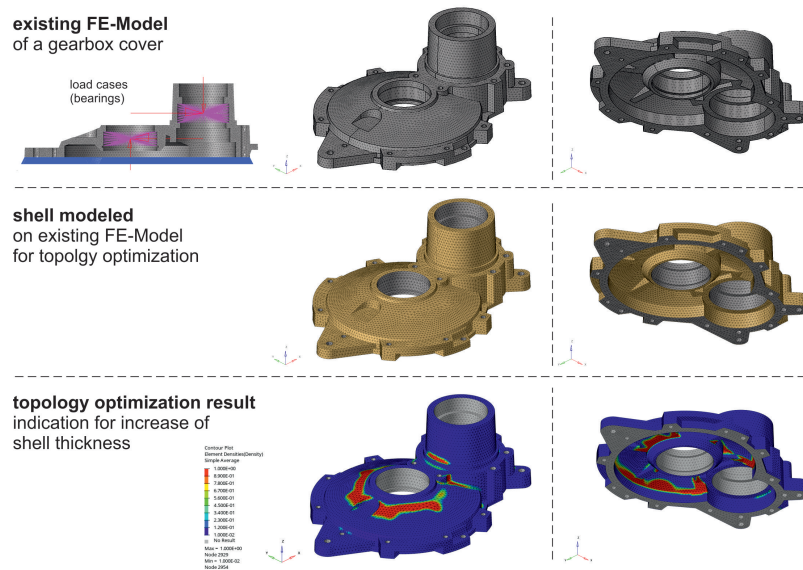 existing FE-Model
of a gearbox cover
load cases
(bearings)
shell modeled
on existing FE-Model
for topolgy optimization
topology optimization result
indication for increase of
shell thickness
Contour Plot
Element Densities(Density)
Simple Average
1.000E+00
8.900E-01
7.800E-01
6.700E-01
5.600E-01
4.500E-01
3.400E-01
2.300E-01
1.200E-01
1.000E-02
No Result
Max = 1.000E+00
Node 2929
Min = 1.000E-02
Node 2954